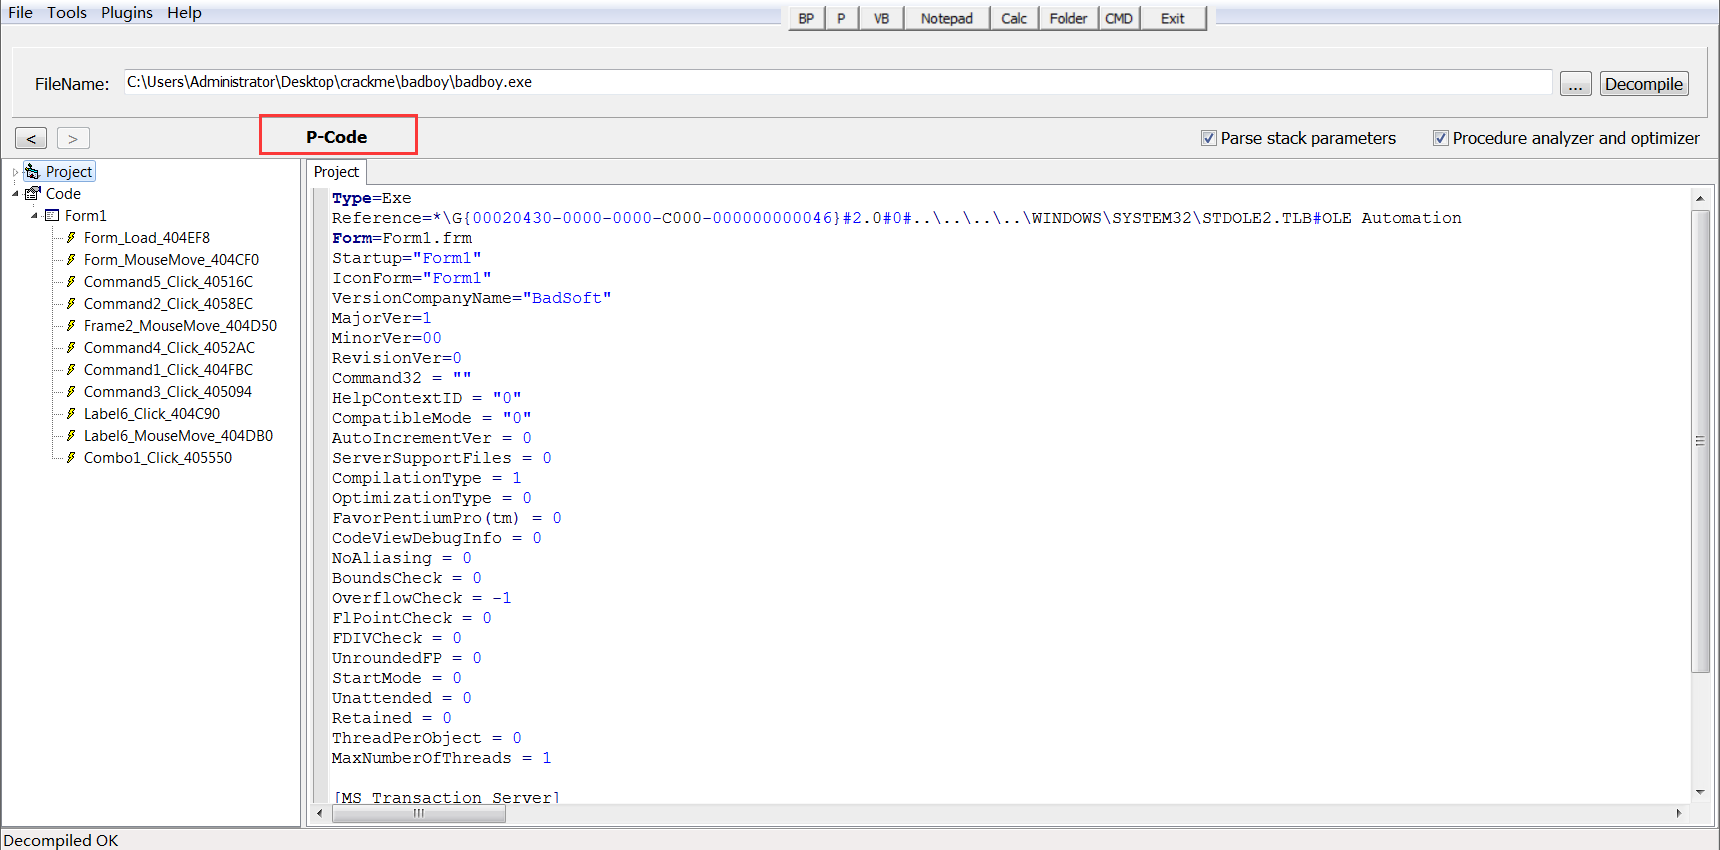 File Tools Plugins Help
BP P VB Notepad Calc Folder CMD Exit
FileName: C:\Users\Administrator\Desktop\crackme\badboy\badboy.exe ... Decompile
< > P-Code Parse stack parameters Procedure analyzer and optimizer
Project
Code
Form1
Form_Load_404EF8
Form_MouseMove_404CF0
Command5_Click_40516C
Command2_Click_4058EC
Frame2_MouseMove_404D50
Command4_Click_4052AC
Command1_Click_404FBC
Command3_Click_405094
Label6_Click_404C90
Label6_MouseMove_404DB0
Combo1_Click_405550
Project
Type=Exe
Reference=*\G{00020430-0000-0000-C000-000000000046}#2.0#0#..\..\..\..\WINDOWS\SYSTEM32\STDOLE2.TLB#OLE Automation
Form=Form1.frm
Startup="Form1"
IconForm="Form1"
VersionCompanyName="BadSoft"
MajorVer=1
MinorVer=00
RevisionVer=0
Command32 = ""
HelpContextID = "0"
CompatibleMode = "0"
AutoIncrementVer = 0
ServerSupportFiles = 0
CompilationType = 1
OptimizationType = 0
FavorPentiumPro(tm) = 0
CodeViewDebugInfo = 0
NoAliasing = 0
BoundsCheck = 0
OverflowCheck = -1
FlPointCheck = 0
FDIVCheck = 0
UnroundedFP = 0
StartMode = 0
Unattended = 0
Retained = 0
ThreadPerObject = 0
MaxNumberOfThreads = 1
[MS Transaction Server]
Decompiled OK